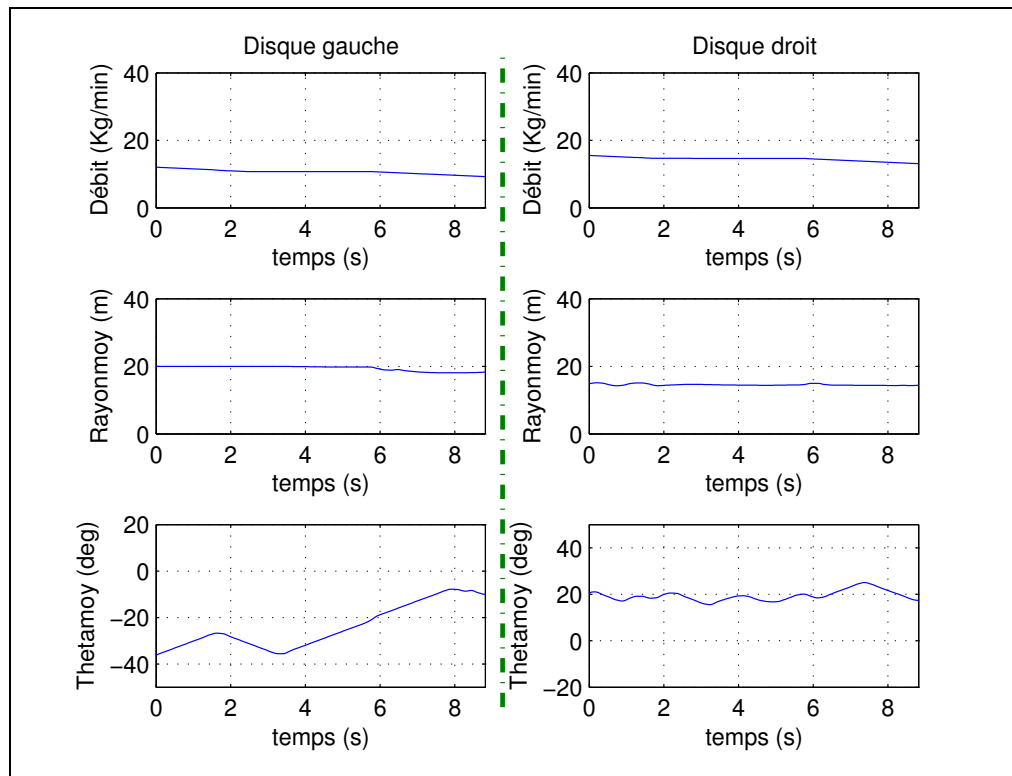 Disque gauche
Disque droit
Débit (Kg/min)
40
20
0
0 2 4 6 8
temps (s)
Débit (Kg/min)
40
20
0
0 2 4 6 8
temps (s)
Rayonmoy (m)
40
20
0
0 2 4 6 8
temps (s)
Rayonmoy (m)
40
20
0
0 2 4 6 8
temps (s)
Thetamoy (deg)
20
0
−20
−40
0 2 4 6 8
temps (s)
Thetamoy (deg)
40
20
0
−20
0 2 4 6 8
temps (s)